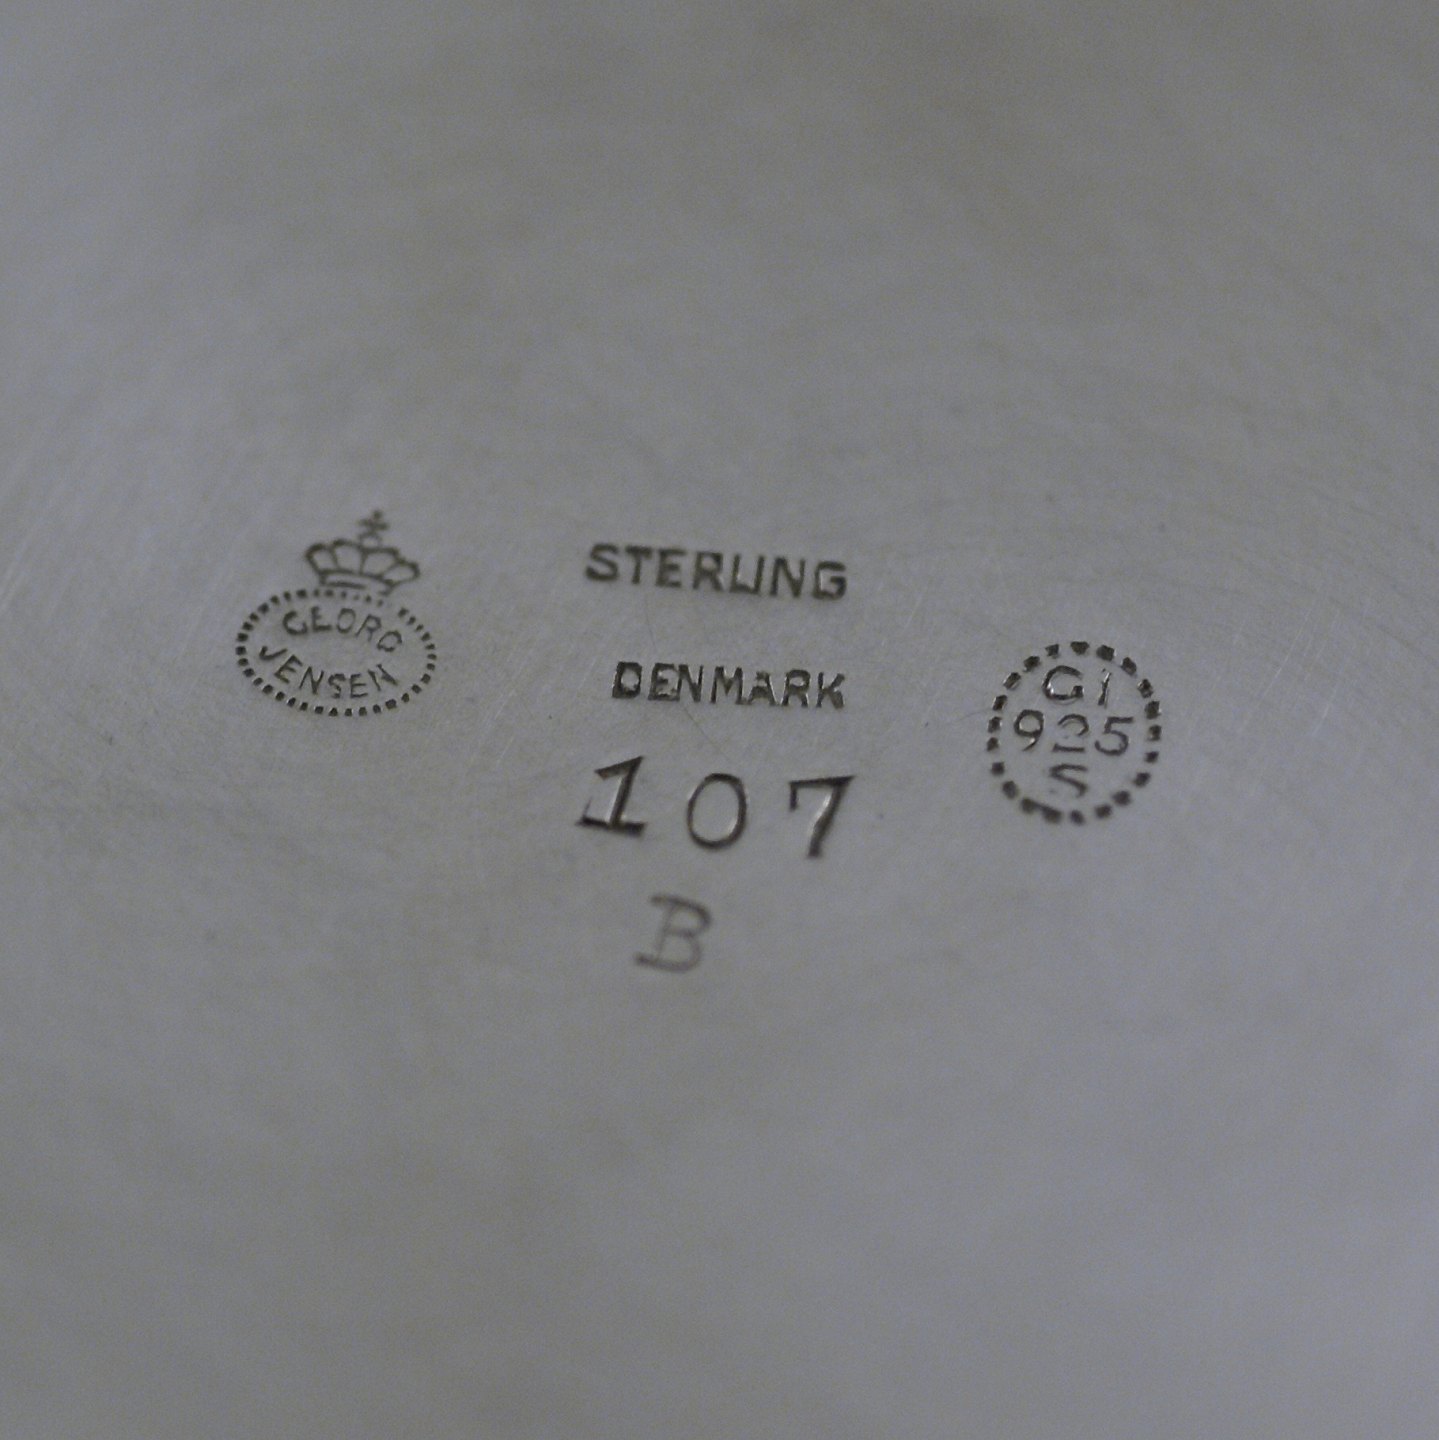 GEORG
JENSEN
STERLING
DENMARK
107
B
GI
925
S